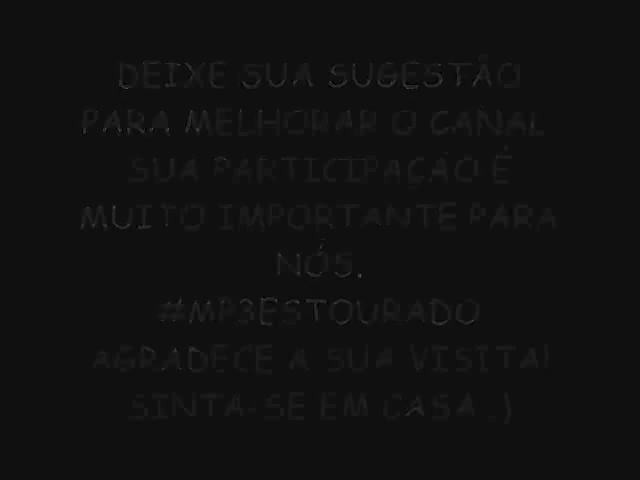 DEIXE SUA SUGESTÃO
PARA MELHORAR O CANAL
SUA PARTICIPAÇÃO É
MUITO IMPORTANTE PARA
NÓS.
#MP3ESTOURADO
AGRADECE A SUA VISITA!
SINTA-SE EM CASA :)